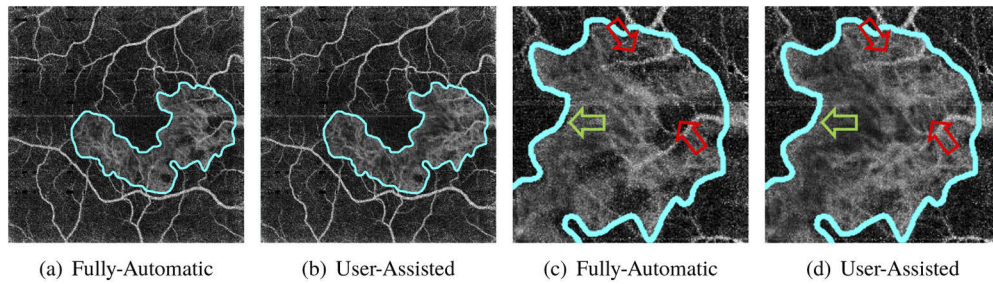 (a) Fully-Automatic
(b) User-Assisted
(c) Fully-Automatic
(d) User-Assisted